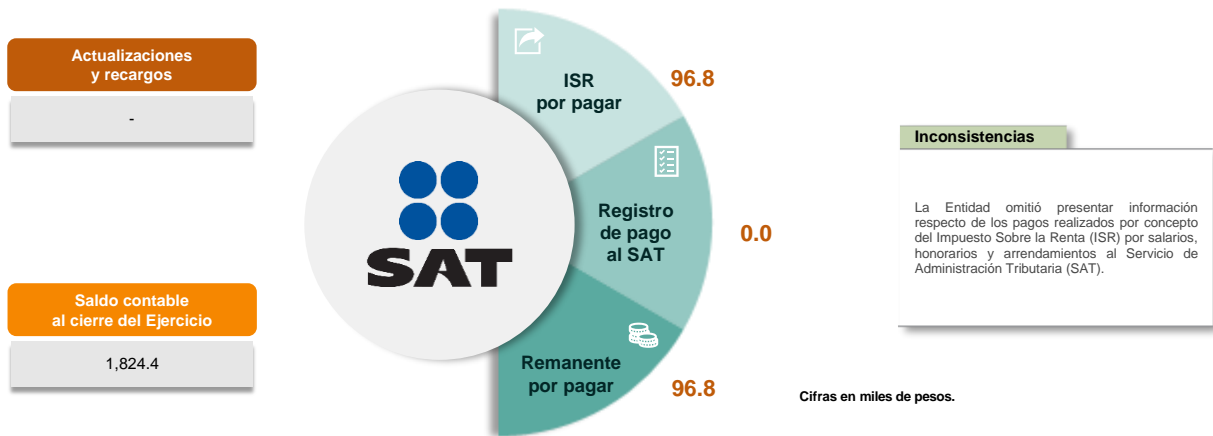 Actualizaciones
y recargos
-
Saldo contable
al cierre del Ejercicio
1,824.4
SAT
ISR
por pagar
96.8
Registro
de pago
al SAT
0.0
Remanente
por pagar
96.8
Inconsistencias
La Entidad omitió presentar información
respecto de los pagos realizados por concepto
del Impuesto Sobre la Renta (ISR) por salarios,
honorarios y arrendamientos al Servicio de
Administración Tributaria (SAT).
Cifras en miles de pesos.